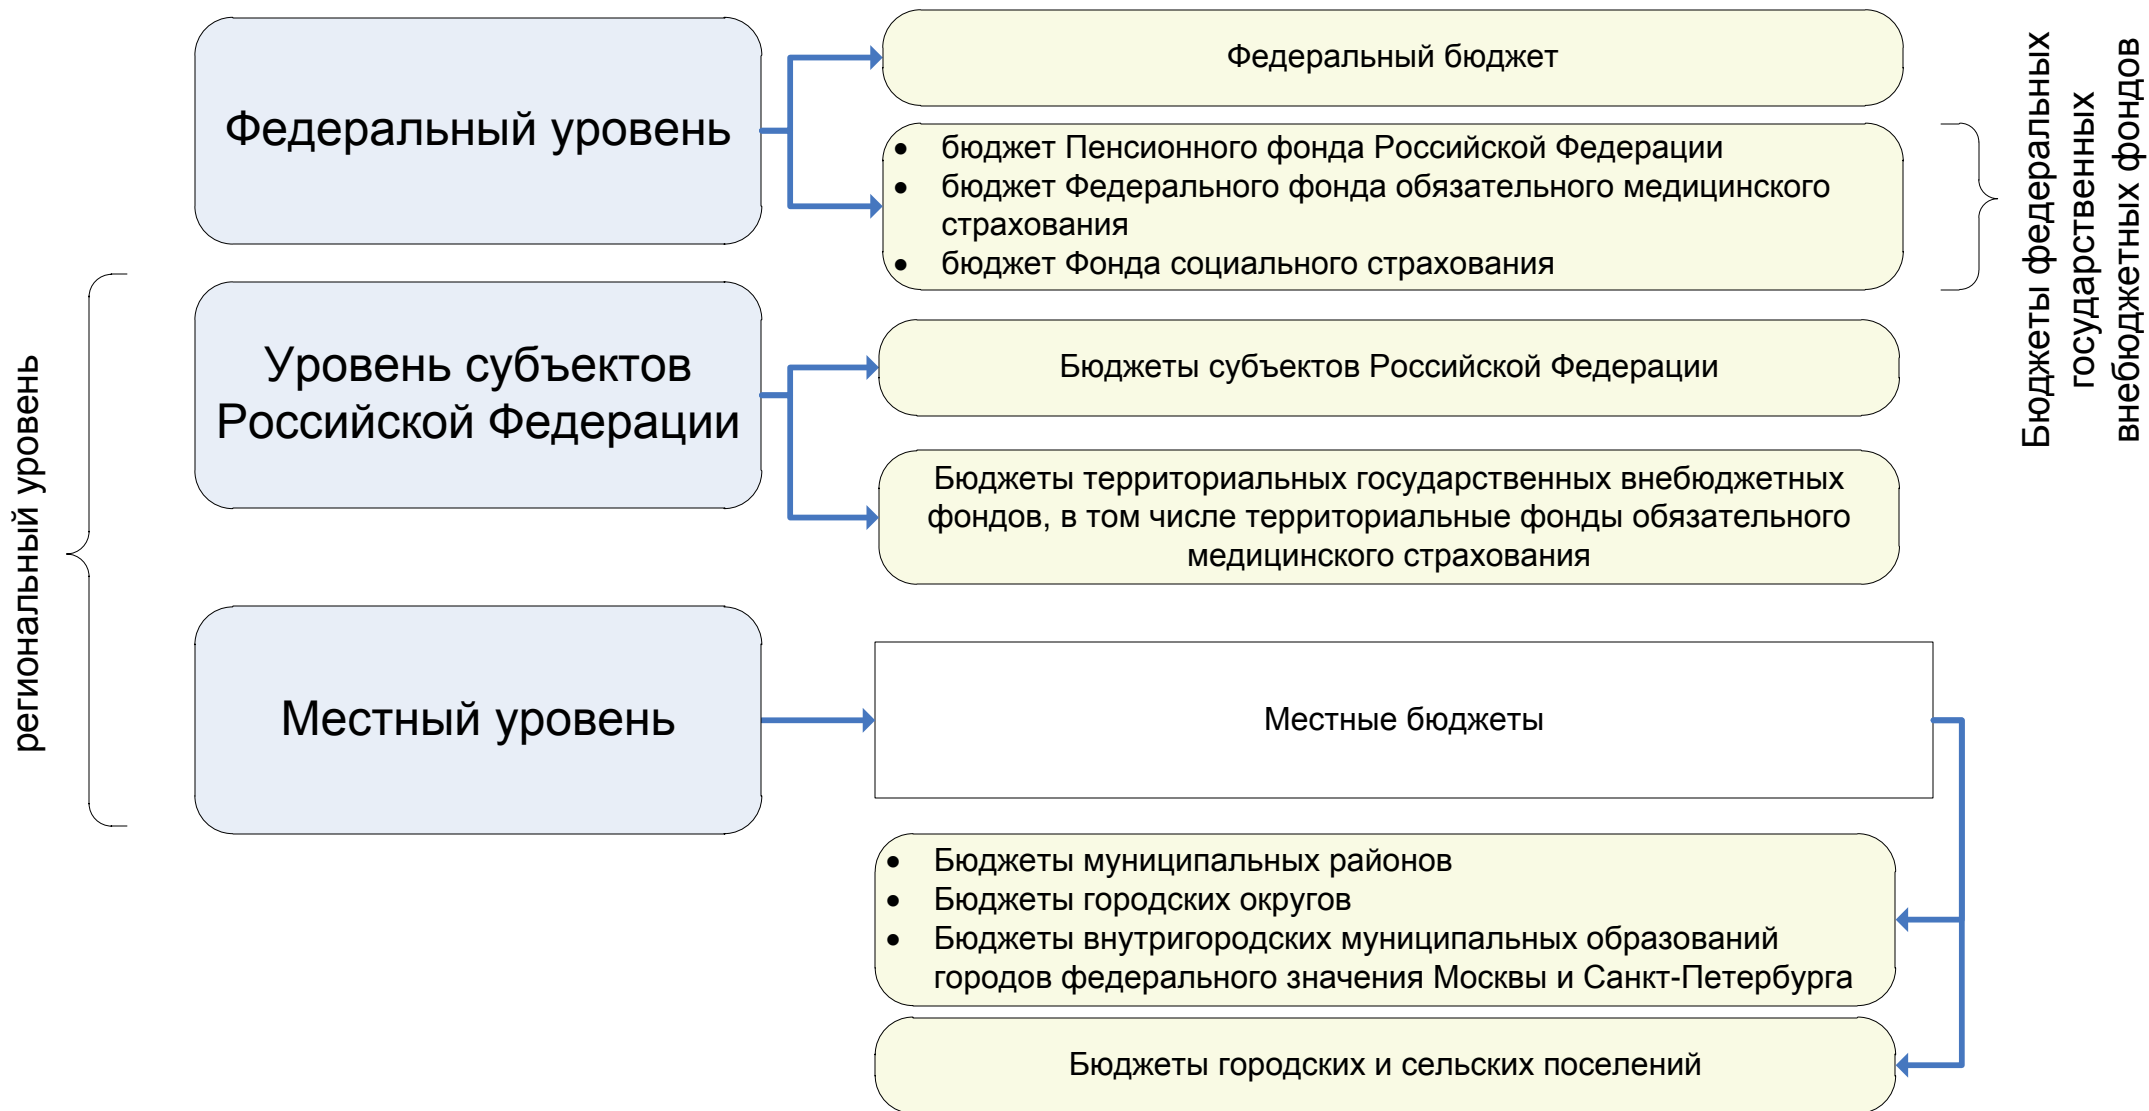 Федеральный уровень
Федеральный бюджет
• бюджет Пенсионного фонда Российской Федерации
• бюджет Федерального фонда обязательного медицинского
страхования
• бюджет Фонда социального страхования
Бюджеты федеральных
государственных
внебюджетных фондов
региональный уровень
Уровень субъектов
Российской Федерации
Бюджеты субъектов Российской Федерации
Бюджеты территориальных государственных внебюджетных
фондов, в том числе территориальные фонды обязательного
медицинского страхования
Местный уровень
Местные бюджеты
• Бюджеты муниципальных районов
• Бюджеты городских округов
• Бюджеты внутригородских муниципальных образований
городов федерального значения Москвы и Санкт-Петербурга
Бюджеты городских и сельских поселений